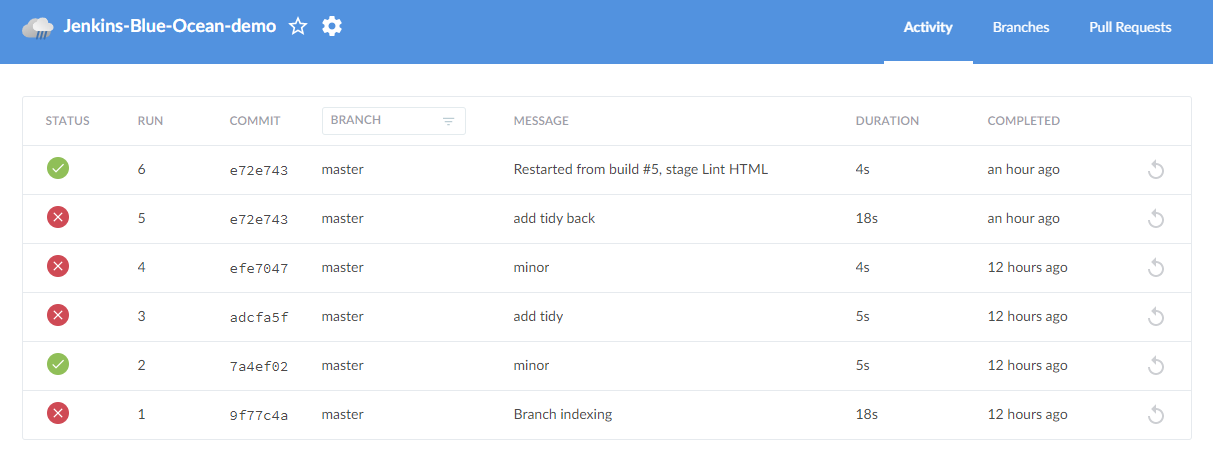 Jenkins-Blue-Ocean-demo Activity Branches Pull Requests
STATUS RUN COMMIT BRANCH MESSAGE DURATION COMPLETED
6 e72e743 master Restarted from build #5, stage Lint HTML 4s an hour ago
5 e72e743 master add tidy back 18s an hour ago
4 efe7047 master minor 4s 12 hours ago
3 adcfa5f master add tidy 5s 12 hours ago
2 7a4ef02 master minor 5s 12 hours ago
1 9f77c4a master Branch indexing 18s 12 hours ago